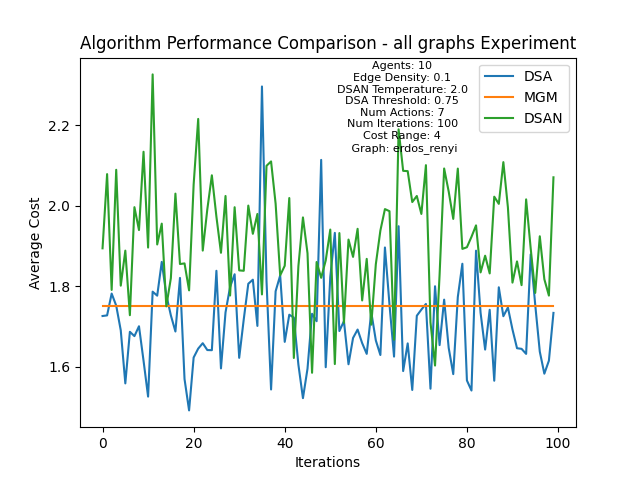 Algorithm Performance Comparison - all graphs Experiment
Agents: 10
Edge Density: 0.1
DSAN Temperature: 2.0
DSA Threshold: 0.75
Num Actions: 7
Num Iterations: 100
Cost Range: 4
Graph: erdos_renyi
DSA
MGM
DSAN
Average Cost
2.2
2.0
1.8
1.6
0 20 40 60 80 100
Iterations